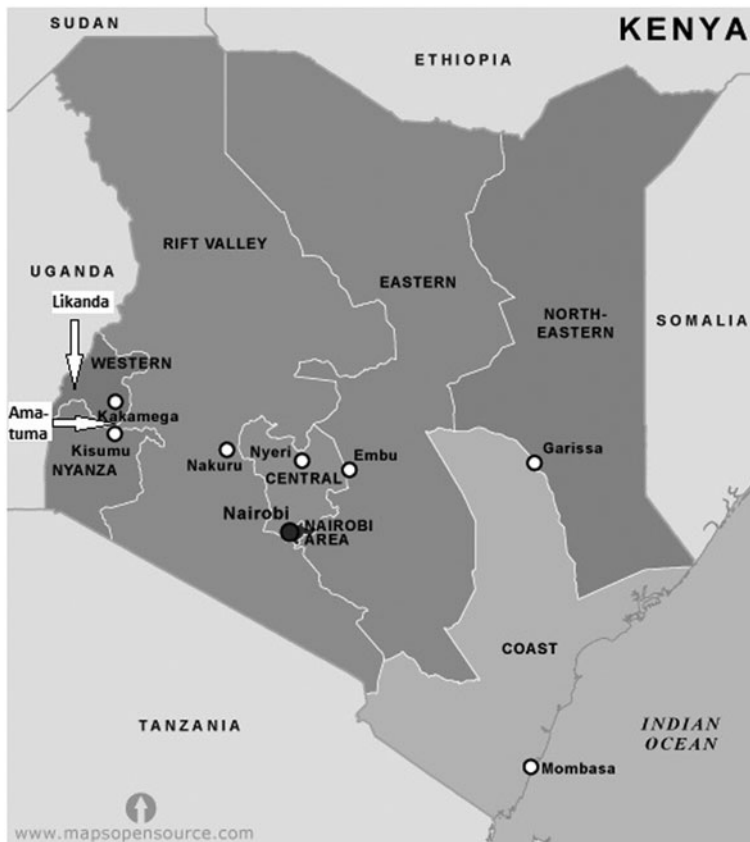 SUDAN
KENYA
ETHIOPIA
RIFT VALLEY
UGANDA
EASTERN
Likanda
NORTH-
EASTERN
SOMALIA
WESTERN
Kakamega
Ama-
tuma
Kisumu
NYANZA
Nakuru
Nyeri
CENTRAL
Embu
Garissa
Nairobi
NAIROBI
AREA
COAST
TANZANIA
INDIAN
OCEAN
Mombasa
www.mapsopensource.com